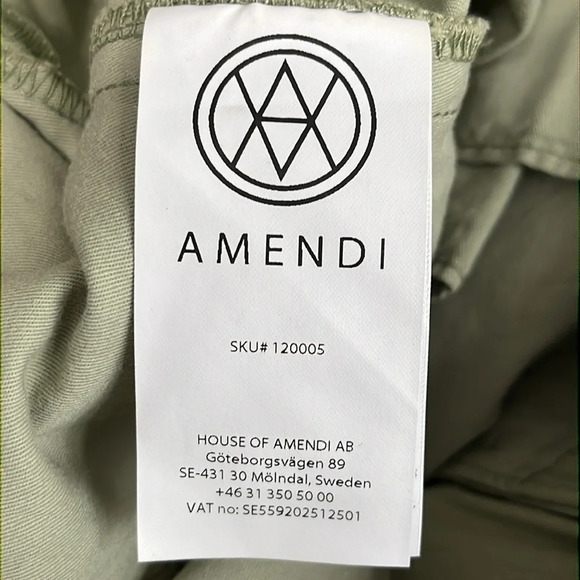 AMENDI
SKU# 120005
HOUSE OF AMENDI AB
Göteborgsvägen 89
SE-431 30 Mölndal, Sweden
+46 31 350 50 00
VAT no: SE559202512501